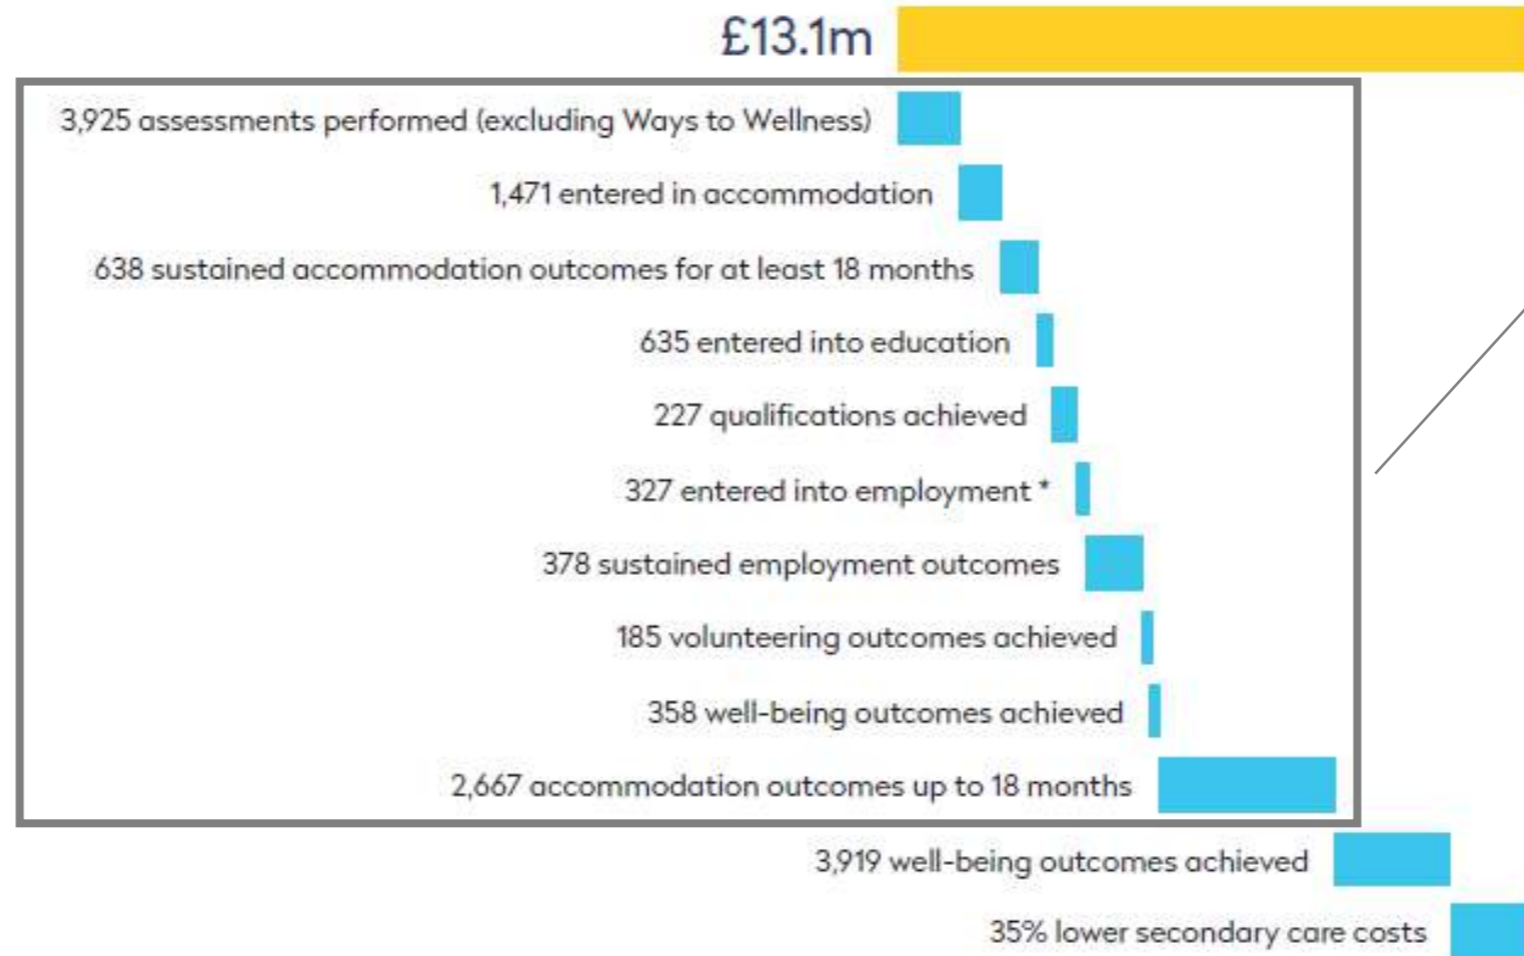 £13.1m
3,925 assessments performed (excluding Ways to Wellness)
1,471 entered in accommodation
638 sustained accommodation outcomes for at least 18 months
635 entered into education
227 qualifications achieved
327 entered into employment *
378 sustained employment outcomes
185 volunteering outcomes achieved
358 well-being outcomes achieved
2,667 accommodation outcomes up to 18 months
3,919 well-being outcomes achieved
35% lower secondary care costs